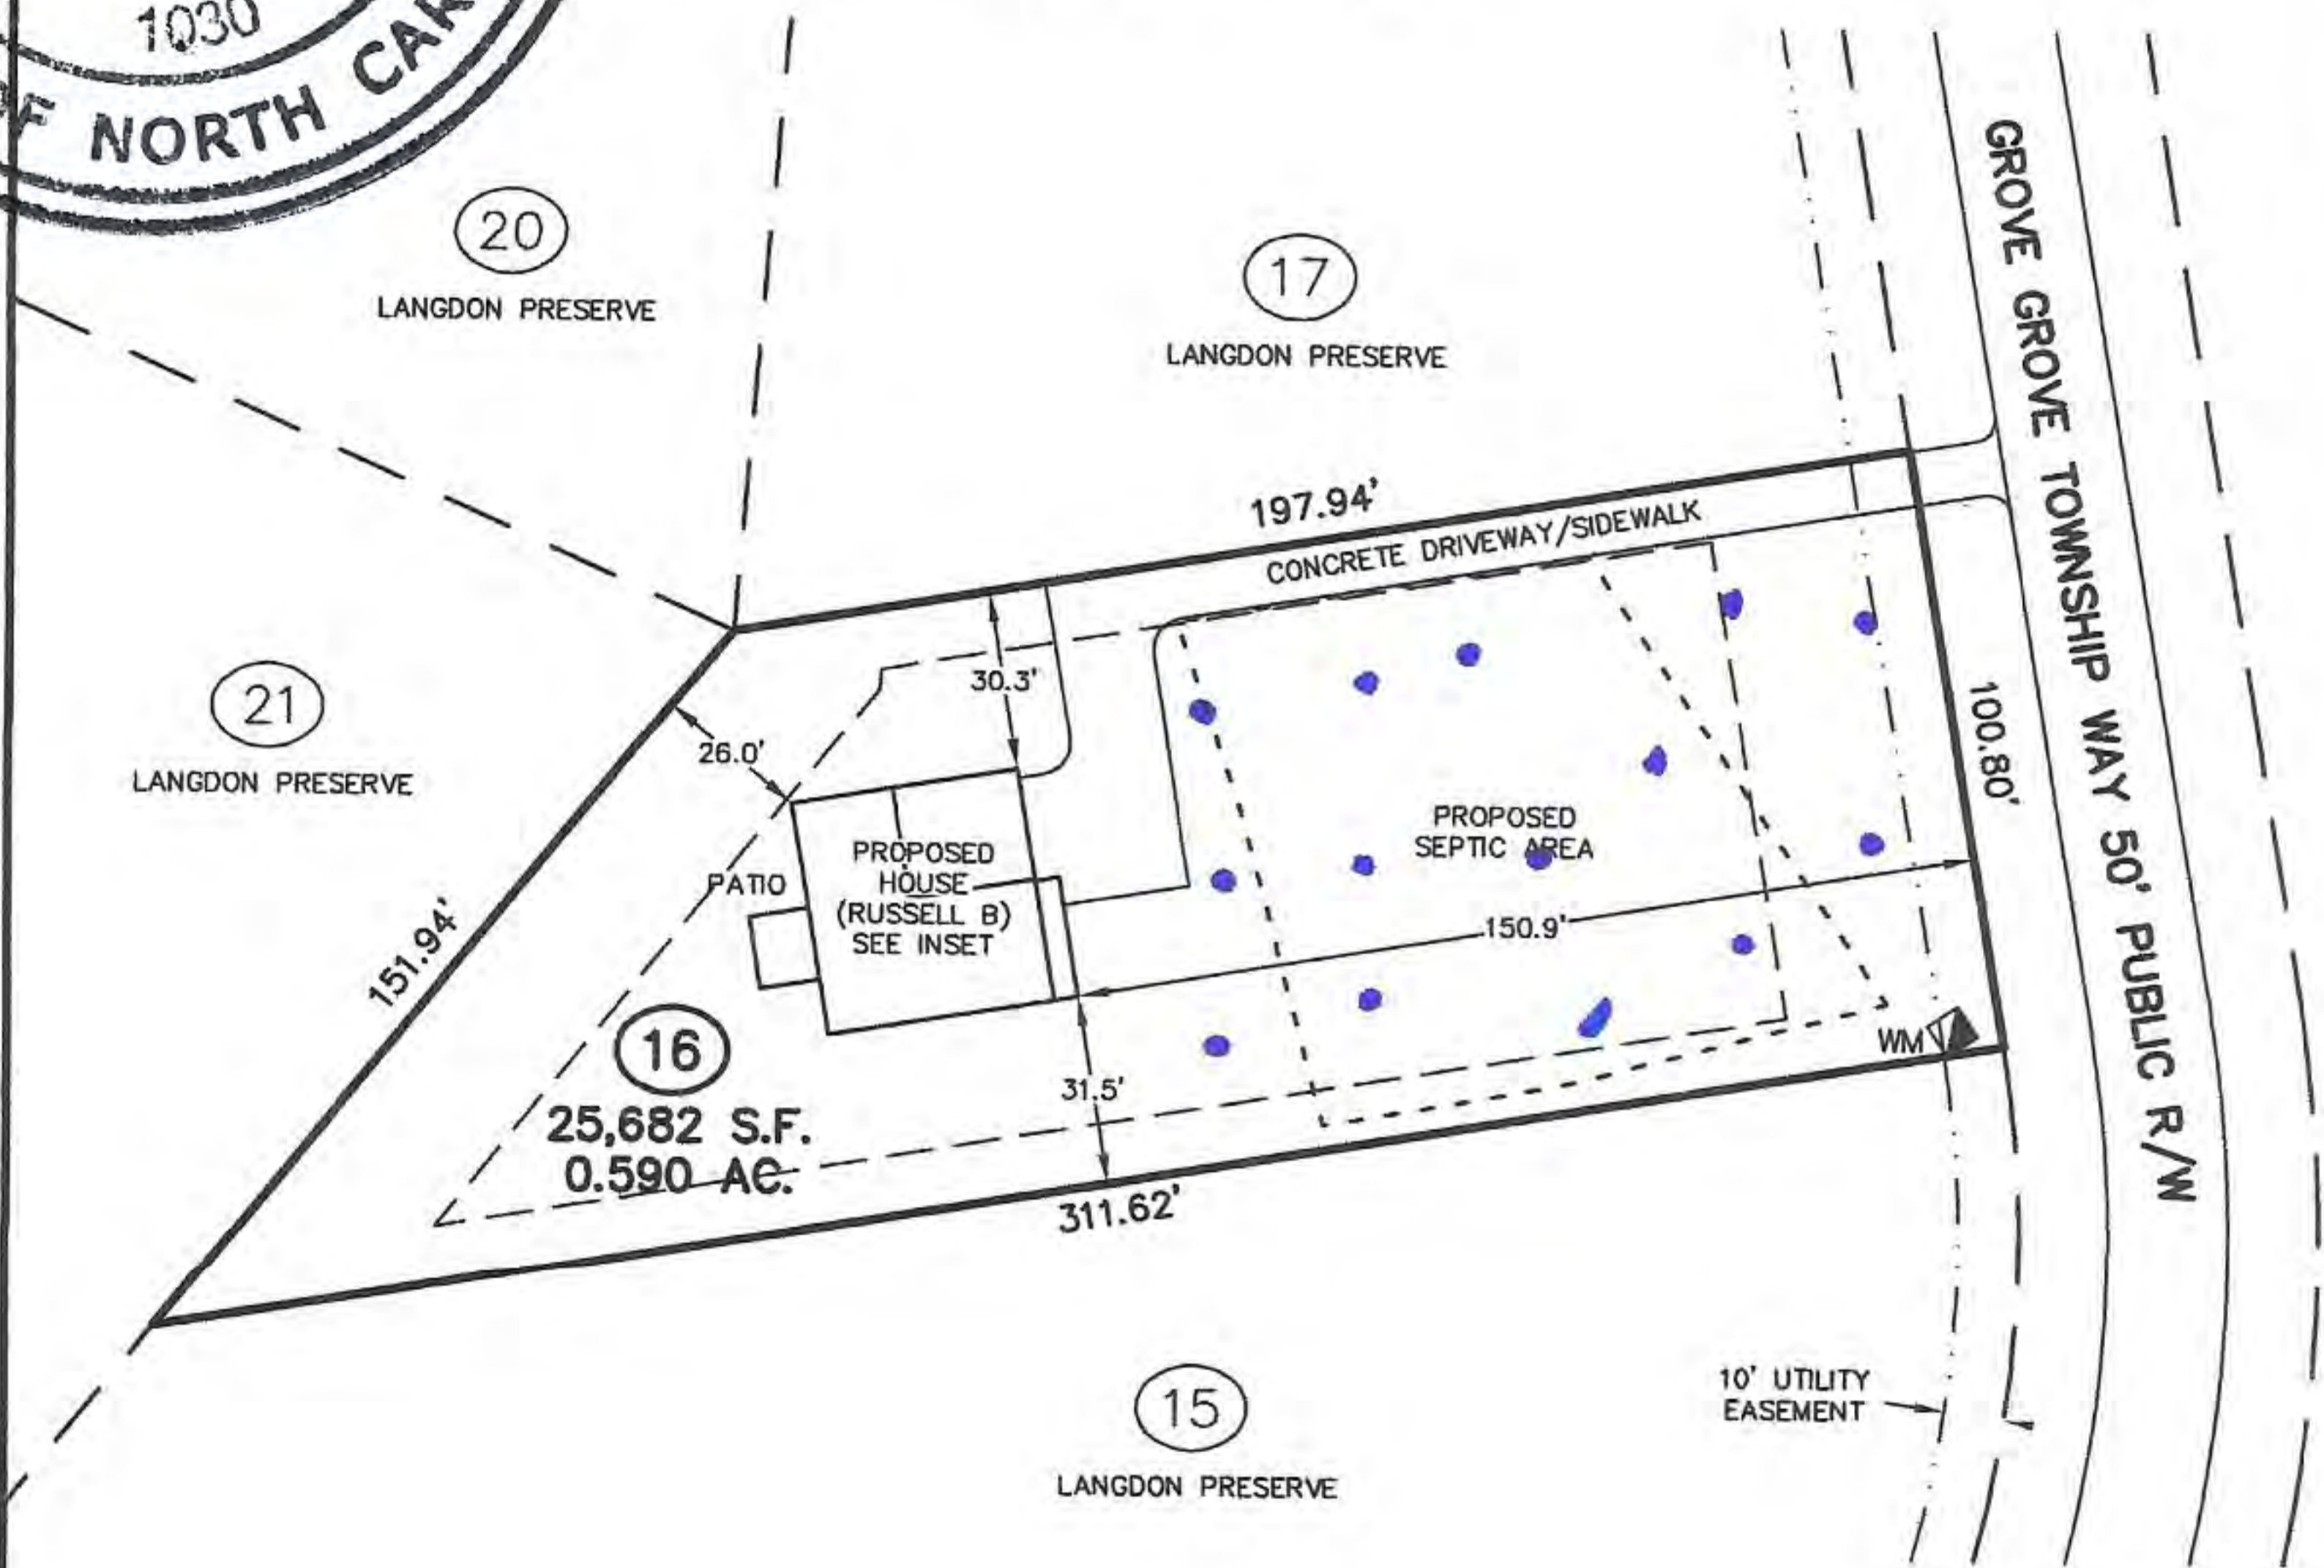 1030
OF NORTH CAR
20
LANGDON PRESERVE
17
LANGDON PRESERVE
GROVE GROVE TOWNSHIP WAY 50' PUBLIC R/W
197.94'
CONCRETE DRIVEWAY/SIDEWALK
21
LANGDON PRESERVE
30.3'
26.0'
100.80'
PROPOSED
SEPTIC AREA
PATIO
PROPOSED
HOUSE
(RUSSELL B)
SEE INSET
150.9'
151.94'
16
25,682 S.F.
0.590 AC.
31.5'
WM
311.62'
15
LANGDON PRESERVE
10' UTILITY
EASEMENT